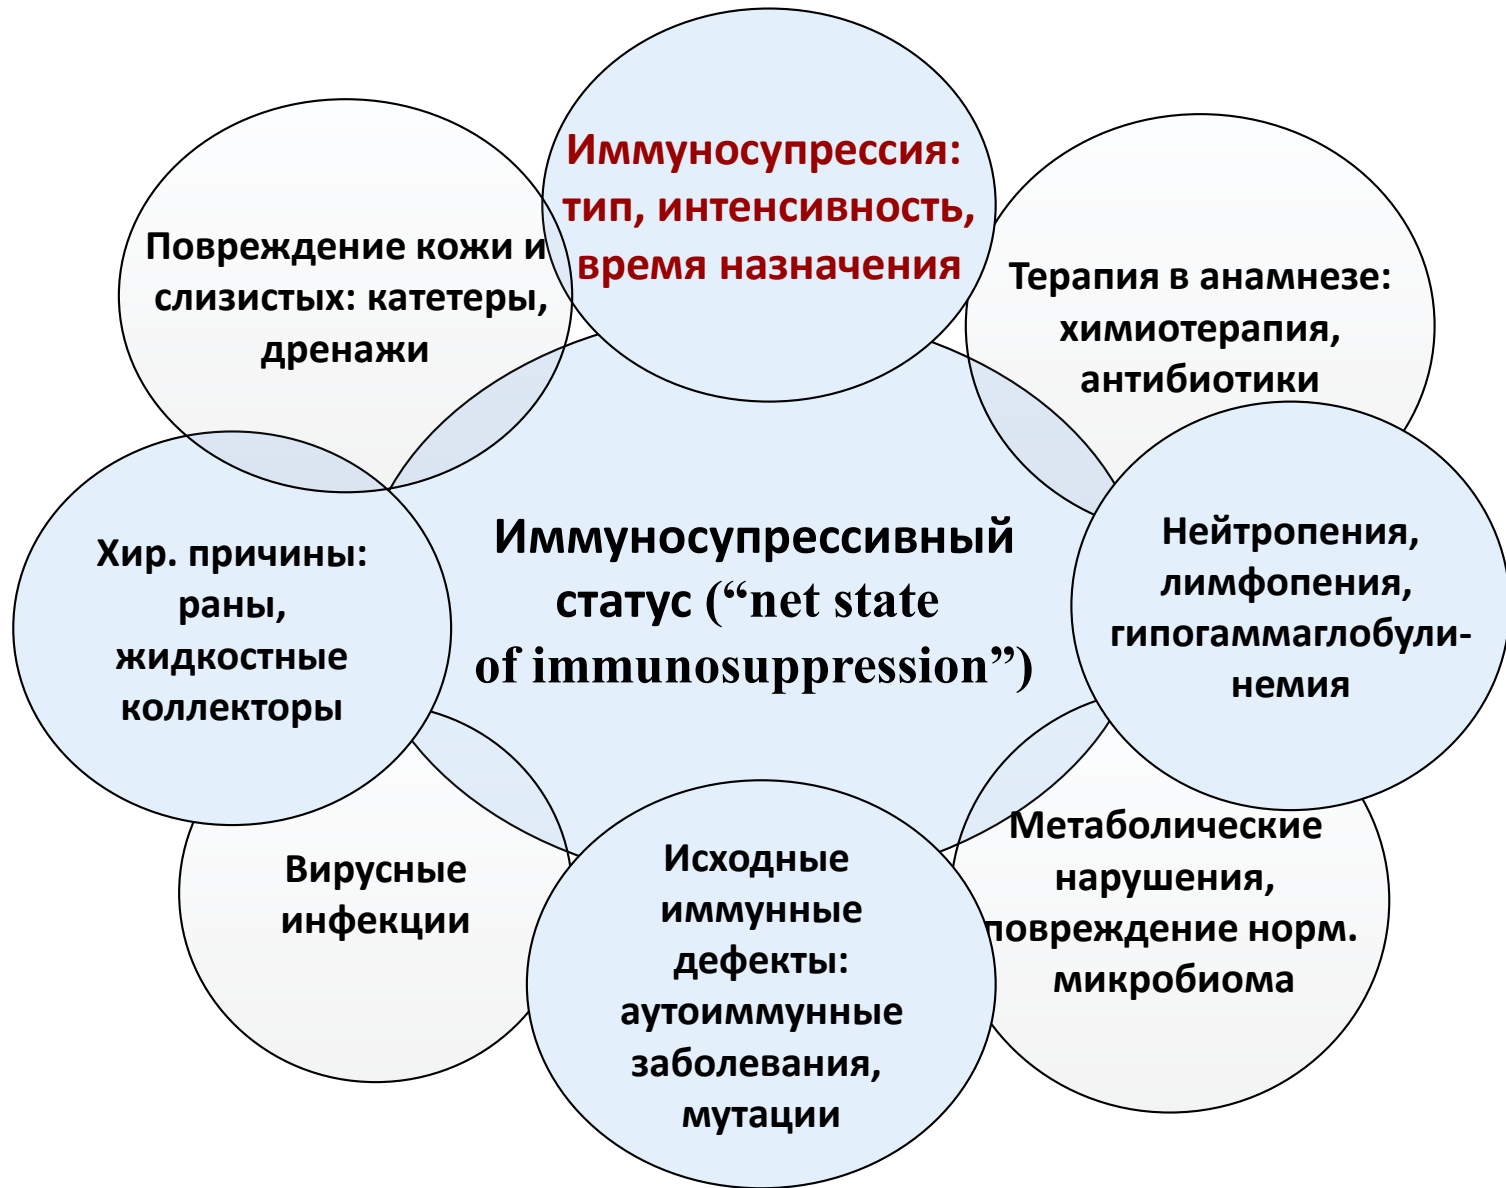 Иммуносупрессия:
тип, интенсивность,
время назначения
Повреждение кожи и
слизистых: катетеры,
дренажи
Терапия в анамнезе:
химиотерапия,
антибиотики
Хир. причины:
раны,
жидкостные
коллекторы
Иммуносупрессивный
статус (“net state
of immunosuppression”)
Нейтропения,
лимфопения,
гипогаммаглобули-
немия
Вирусные
инфекции
Исходные
иммунные
дефекты:
аутоиммунные
заболевания,
мутации
Метаболические
нарушения,
повреждение норм.
микробиома